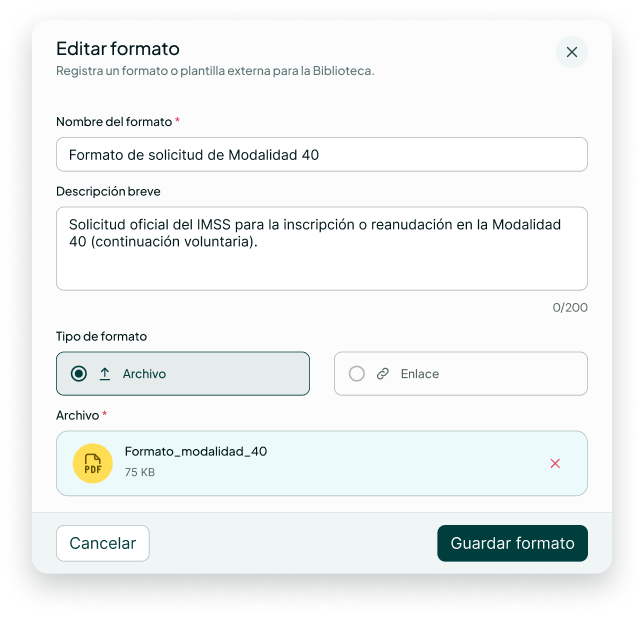 Editar formato
Registra un formato o plantilla externa para la Biblioteca.
Nombre del formato *
Formato de solicitud de Modalidad 40
Descripción breve
Solicitud oficial del IMSS para la inscripción o reanudación en la Modalidad
40 (continuación voluntaria).
0/200
Tipo de formato
Archivo
Enlace
Archivo *
PDF
Formato_modalidad_40
75 KB
Cancelar
Guardar formato